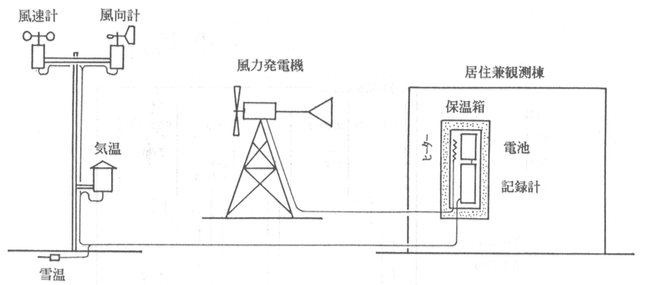 風速計
風向計
風力発電機
居住兼観測棟
保温箱
気温
ヒーター
電池
記録計
雪温